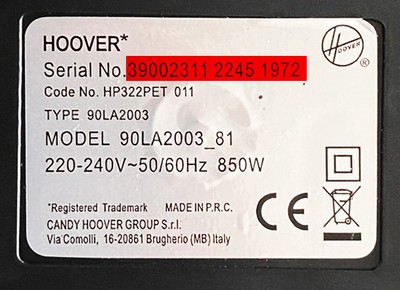 HOOVER*
HOOVER
®
Serial No. 39002311 2245 1972
Code No. HP322PET 011
TYPE 90LA2003
MODEL 90LA2003_81
220-240V~50/60Hz 850W
*Registered Trademark MADE IN P.R.C.
CE
CANDY HOOVER GROUP S.r.l.
Via Comolli, 16-20861 Brugherio (MB) Italy